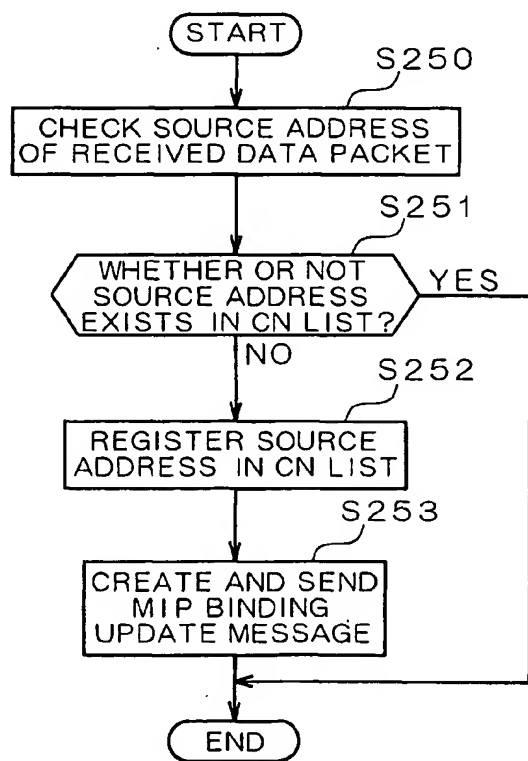 START
S250
CHECK SOURCE ADDRESS
OF RECEIVED DATA PACKET
S251
WHETHER OR NOT
SOURCE ADDRESS
EXISTS IN CN LIST?
YES
NO
S252
REGISTER SOURCE
ADDRESS IN CN LIST
S253
CREATE AND SEND
MIP BINDING
UPDATE MESSAGE
END